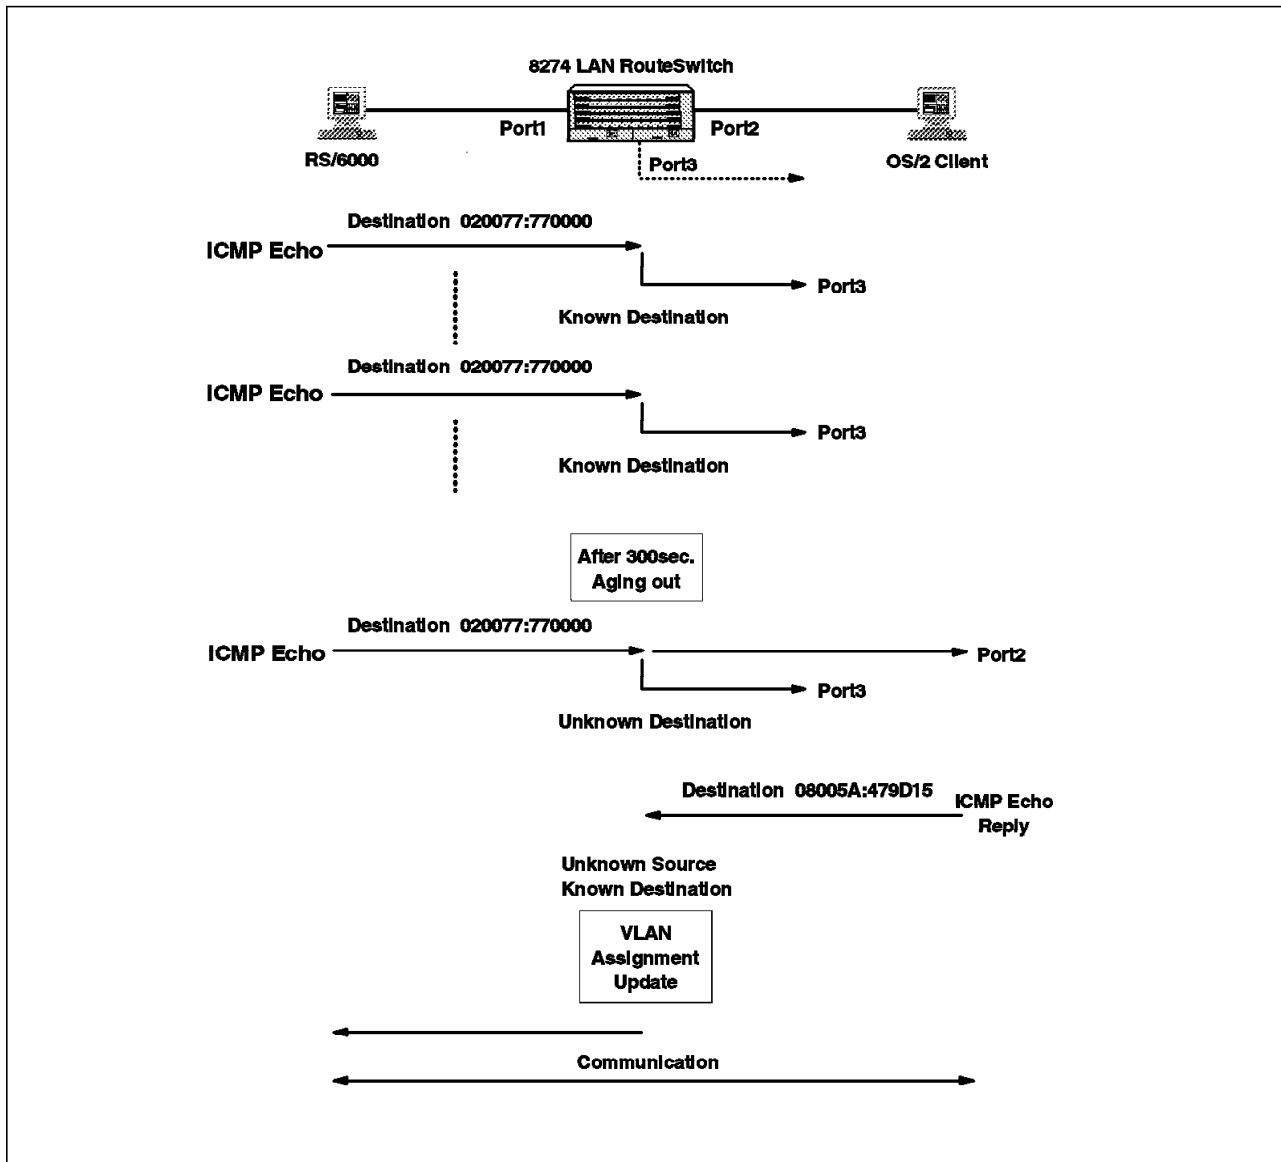 8274 LAN RouteSwitch
Port1
Port2
RS/6000
Port3
OS/2 Client
Destination 020077:770000
ICMP Echo
Port3
Known Destination
Destination 020077:770000
ICMP Echo
Port3
Known Destination
After 300sec.
Aging out
Destination 020077:770000
ICMP Echo
Port2
Port3
Unknown Destination
Destination 08005A:479D15
ICMP Echo
Reply
Unknown Source
Known Destination
VLAN
Assignment
Update
Communication